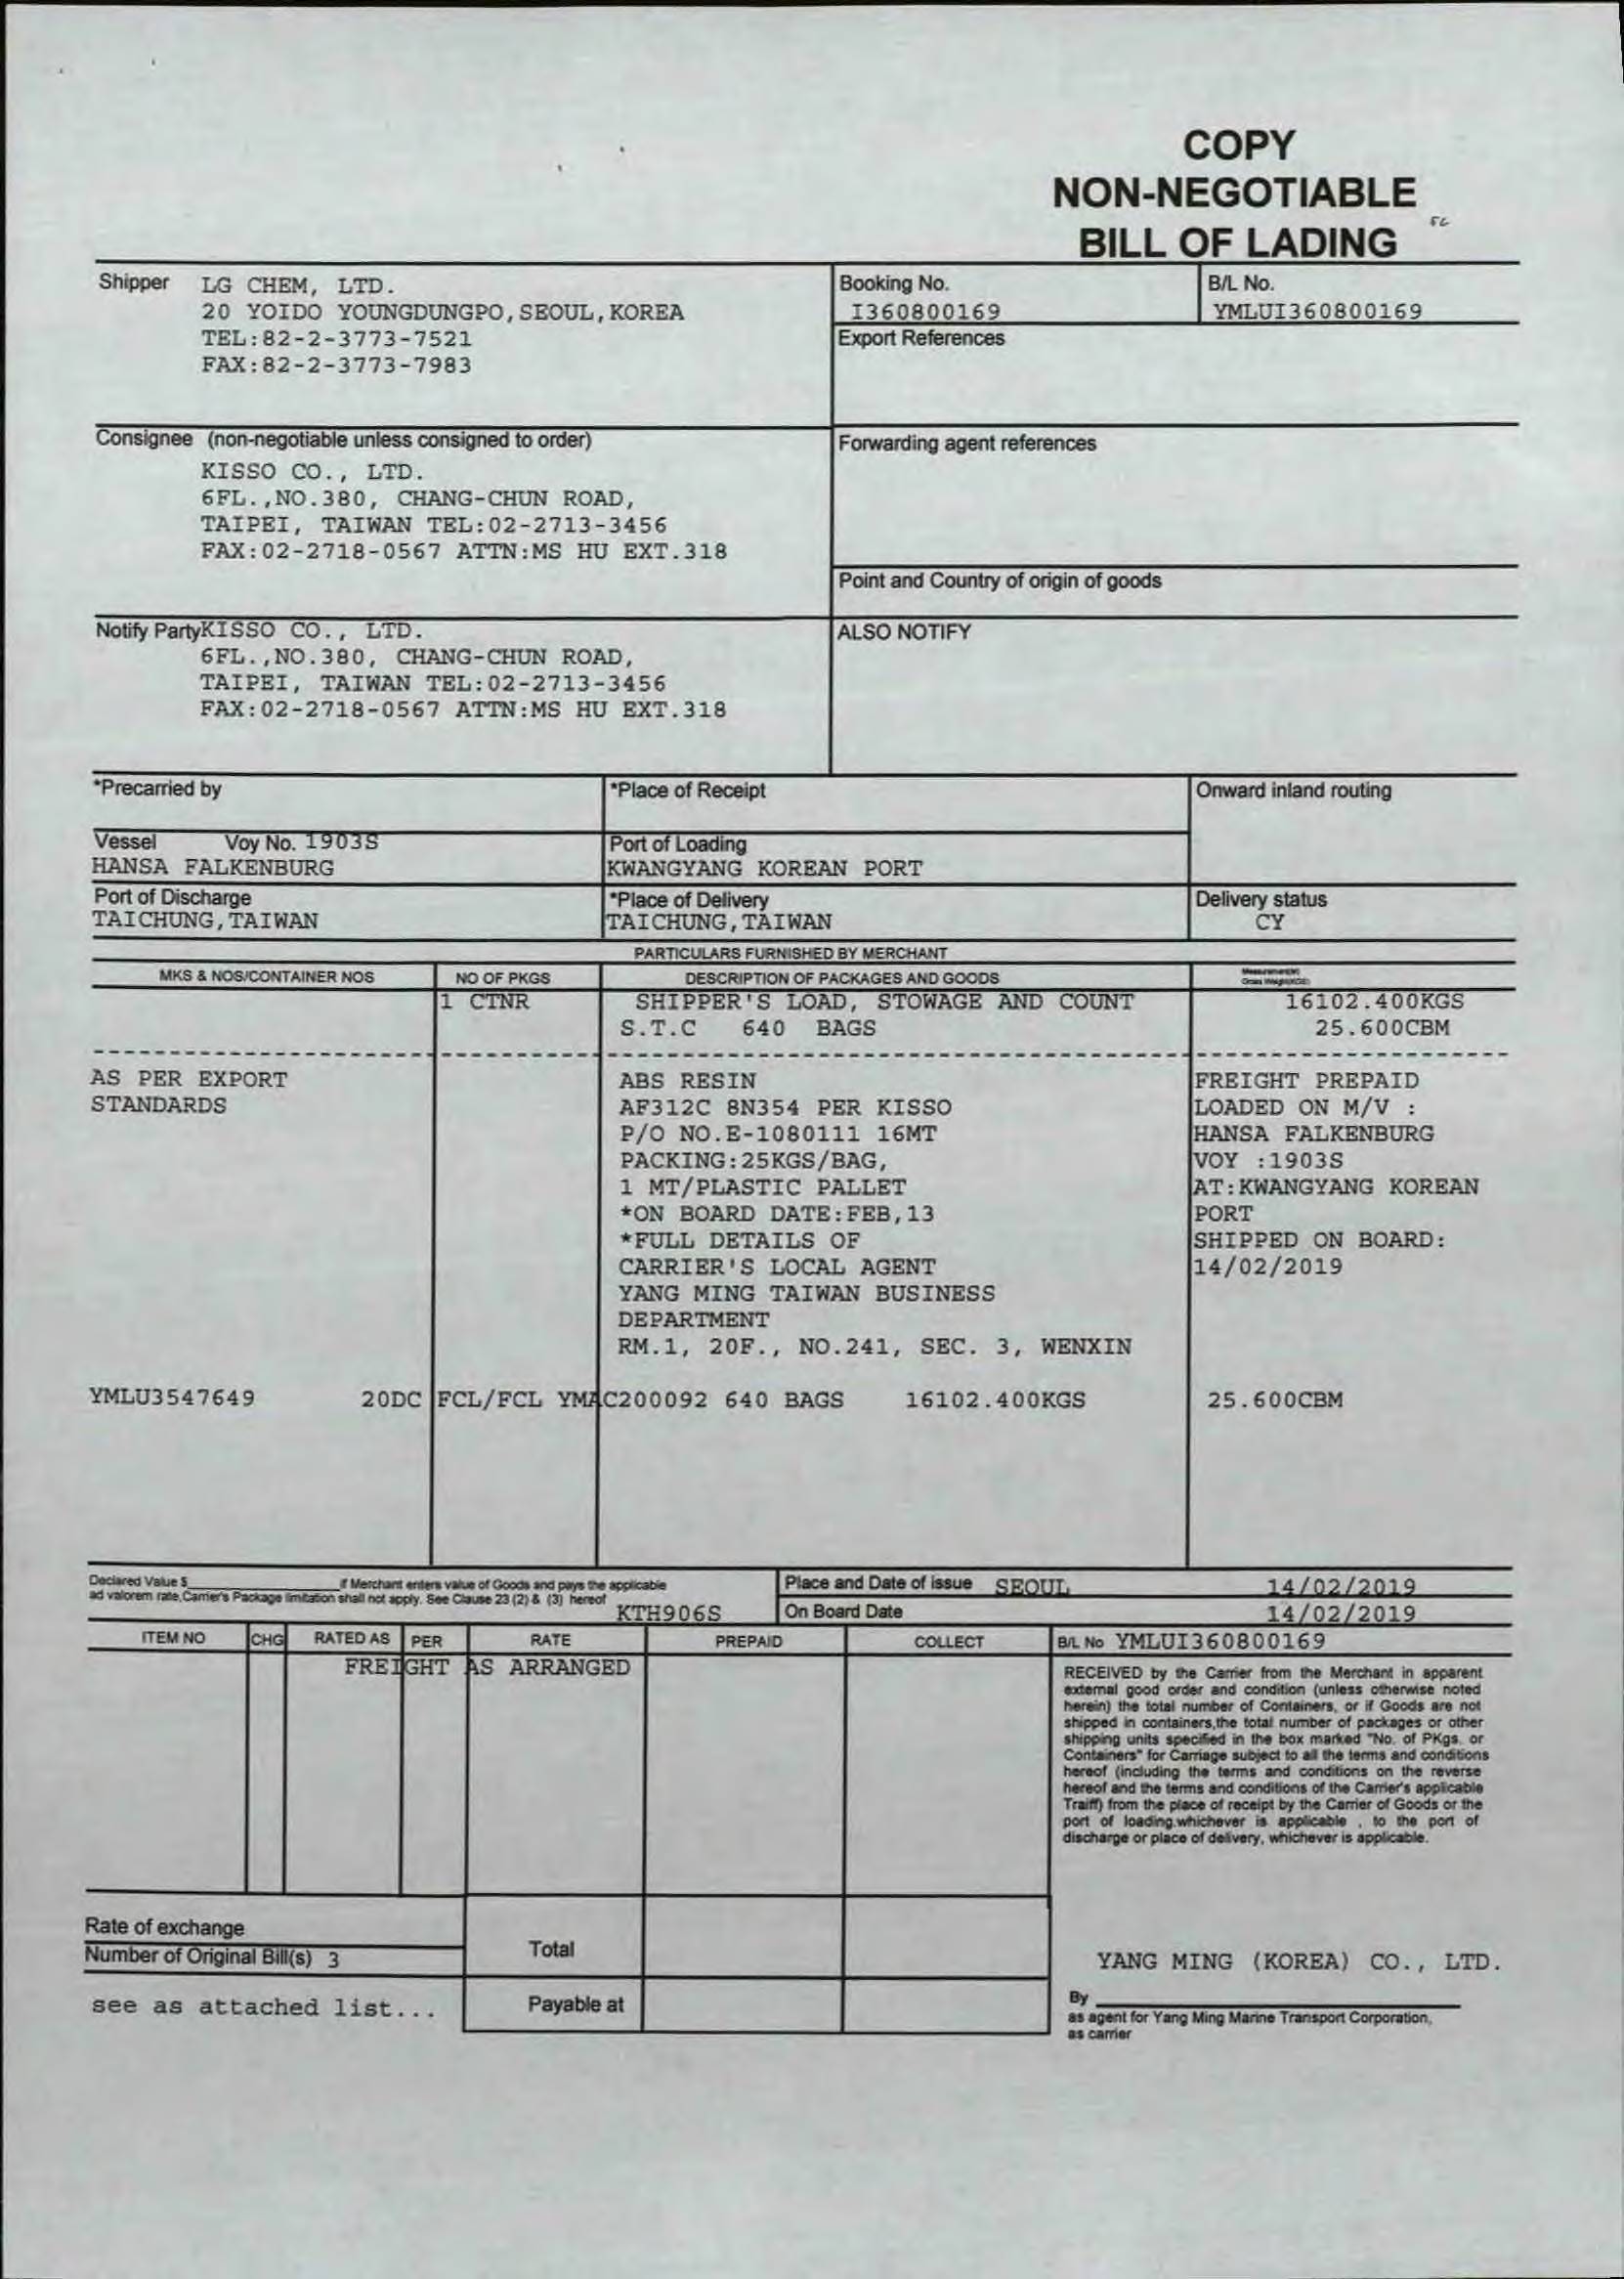 COPY
NON-NEGOTIABLE
BILL OF LADING
Shipper LG CHEM, LTD.
20 YOIDO YOUNGDUNGPO,SEOUL,KOREA
TEL:82-2-3773-7521
FAX:82-2-3773-7983
Booking No.
I360800169
B/L No.
YMLUI360800169
Export References
Consignee (non-negotiable unless consigned to order)
KISSO CO., LTD.
6FL.,NO.380, CHANG-CHUN ROAD,
TAIPEI, TAIWAN TEL:02-2713-3456
FAX:02-2718-0567 ATTN:MS HU EXT.318
Forwarding agent references
Point and Country of origin of goods
Notify Party KISSO CO., LTD.
6FL.,NO.380, CHANG-CHUN ROAD,
TAIPEI, TAIWAN TEL:02-2713-3456
FAX:02-2718-0567 ATTN:MS HU EXT.318
ALSO NOTIFY
*Precarried by
*Place of Receipt
Onward inland routing
Vessel Voy No. 1903S
HANSA FALKENBURG
Port of Loading
KWANGYANG KOREAN PORT
Port of Discharge
TAICHUNG,TAIWAN
*Place of Delivery
TAICHUNG,TAIWAN
Delivery status
CY
PARTICULARS FURNISHED BY MERCHANT
MKS & NOS/CONTAINER NOS NO OF PKGS DESCRIPTION OF PACKAGES AND GOODS
1 CTNR SHIPPER'S LOAD, STOWAGE AND COUNT 16102.400KGS
S.T.C 640 BAGS 25.600CBM
AS PER EXPORT
STANDARDS
ABS RESIN
AF312C 8N354 PER KISSO
P/O NO.E-1080111 16MT
PACKING:25KGS/BAG,
1 MT/PLASTIC PALLET
*ON BOARD DATE:FEB,13
*FULL DETAILS OF
CARRIER'S LOCAL AGENT
YANG MING TAIWAN BUSINESS
DEPARTMENT
RM.1, 20F., NO.241, SEC. 3, WENXIN
FREIGHT PREPAID
LOADED ON M/V :
HANSA FALKENBURG
VOY :1903S
AT:KWANGYANG KOREAN
PORT
SHIPPED ON BOARD:
14/02/2019
YMLU3547649 20DC FCL/FCL YMAC200092 640 BAGS 16102.400KGS 25.600CBM
Declared Value $ if Merchant enters value of Goods and pays the applicable
ad valorem rate,Carrier's Package limitation shall not apply. See Clause 23 (2) & (3) hereof
KTH906S
Place and Date of issue SEOUL 14/02/2019
On Board Date 14/02/2019
ITEM NO CHG RATED AS PER RATE PREPAID COLLECT
FREIGHT AS ARRANGED
B/L No YMLUI360800169
RECEIVED by the Carrier from the Merchant in apparent
external good order and condition (unless otherwise noted
herein) the total number of Containers, or if Goods are not
shipped in containers,the total number of packages or other
shipping units specified in the box marked "No. of PKgs. or
Containers" for Carriage subject to all the terms and conditions
hereof (including the terms and conditions on the reverse
hereof and the terms and conditions of the Carrier's applicable
Traiff) from the place of receipt by the Carrier of Goods or the
port of loading.whichever is applicable , to the port of
discharge or place of delivery, whichever is applicable.
Rate of exchange
Number of Original Bill(s) 3
see as attached list...
Total
Payable at
YANG MING (KOREA) CO., LTD.
By
as agent for Yang Ming Marine Transport Corporation,
as carrier